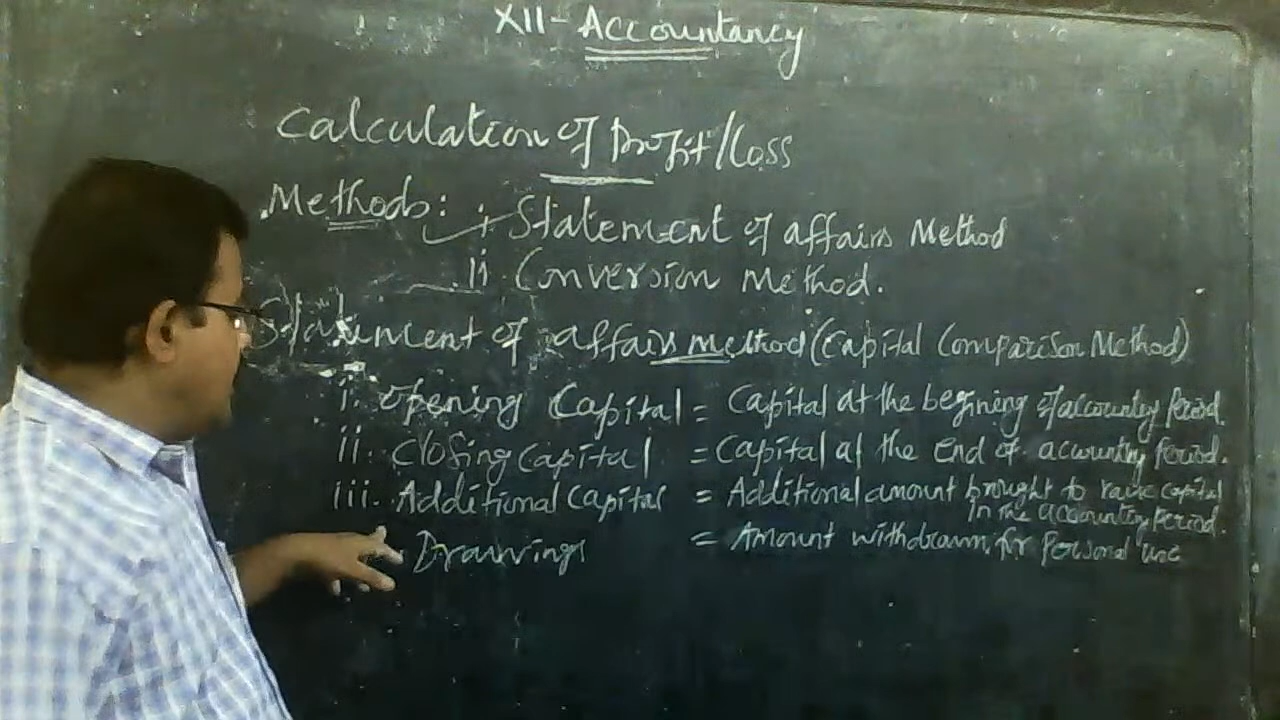 XII - Accountancy
Calculation of Profit/Loss
Methods: i. Statement of affairs Method
ii. Conversion Method.
Statement of affairs method (Capital Comparison Method)
i. Opening Capital = Capital at the begining of accounting Period.
ii. Closing Capital = Capital at the end of accounting Period.
iii. Additional Capital = Additional amount brought to raise Capital
in the accounting Period.
Drawings = Amount withdrawn for Personal use